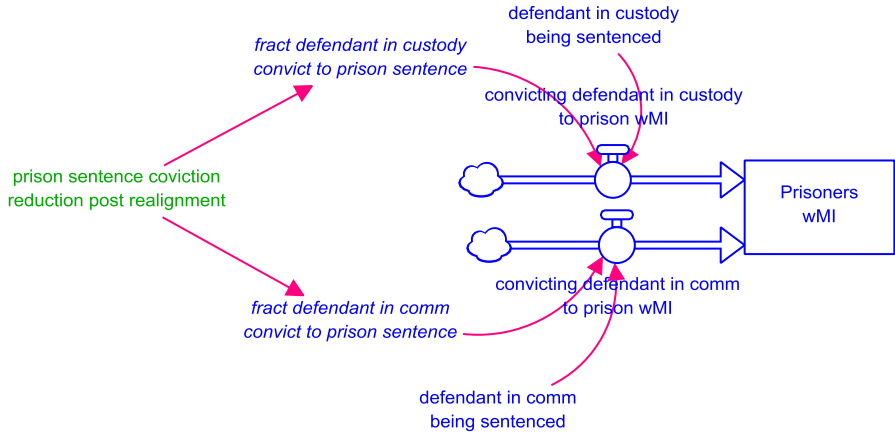 defendant in custody
being sentenced
fract defendant in custody
convict to prison sentence
convicting defendant in custody
to prison wMI
prison sentence coviction
reduction post realignment
Prisoners
wMI
convicting defendant in comm
to prison wMI
fract defendant in comm
convict to prison sentence
defendant in comm
being sentenced